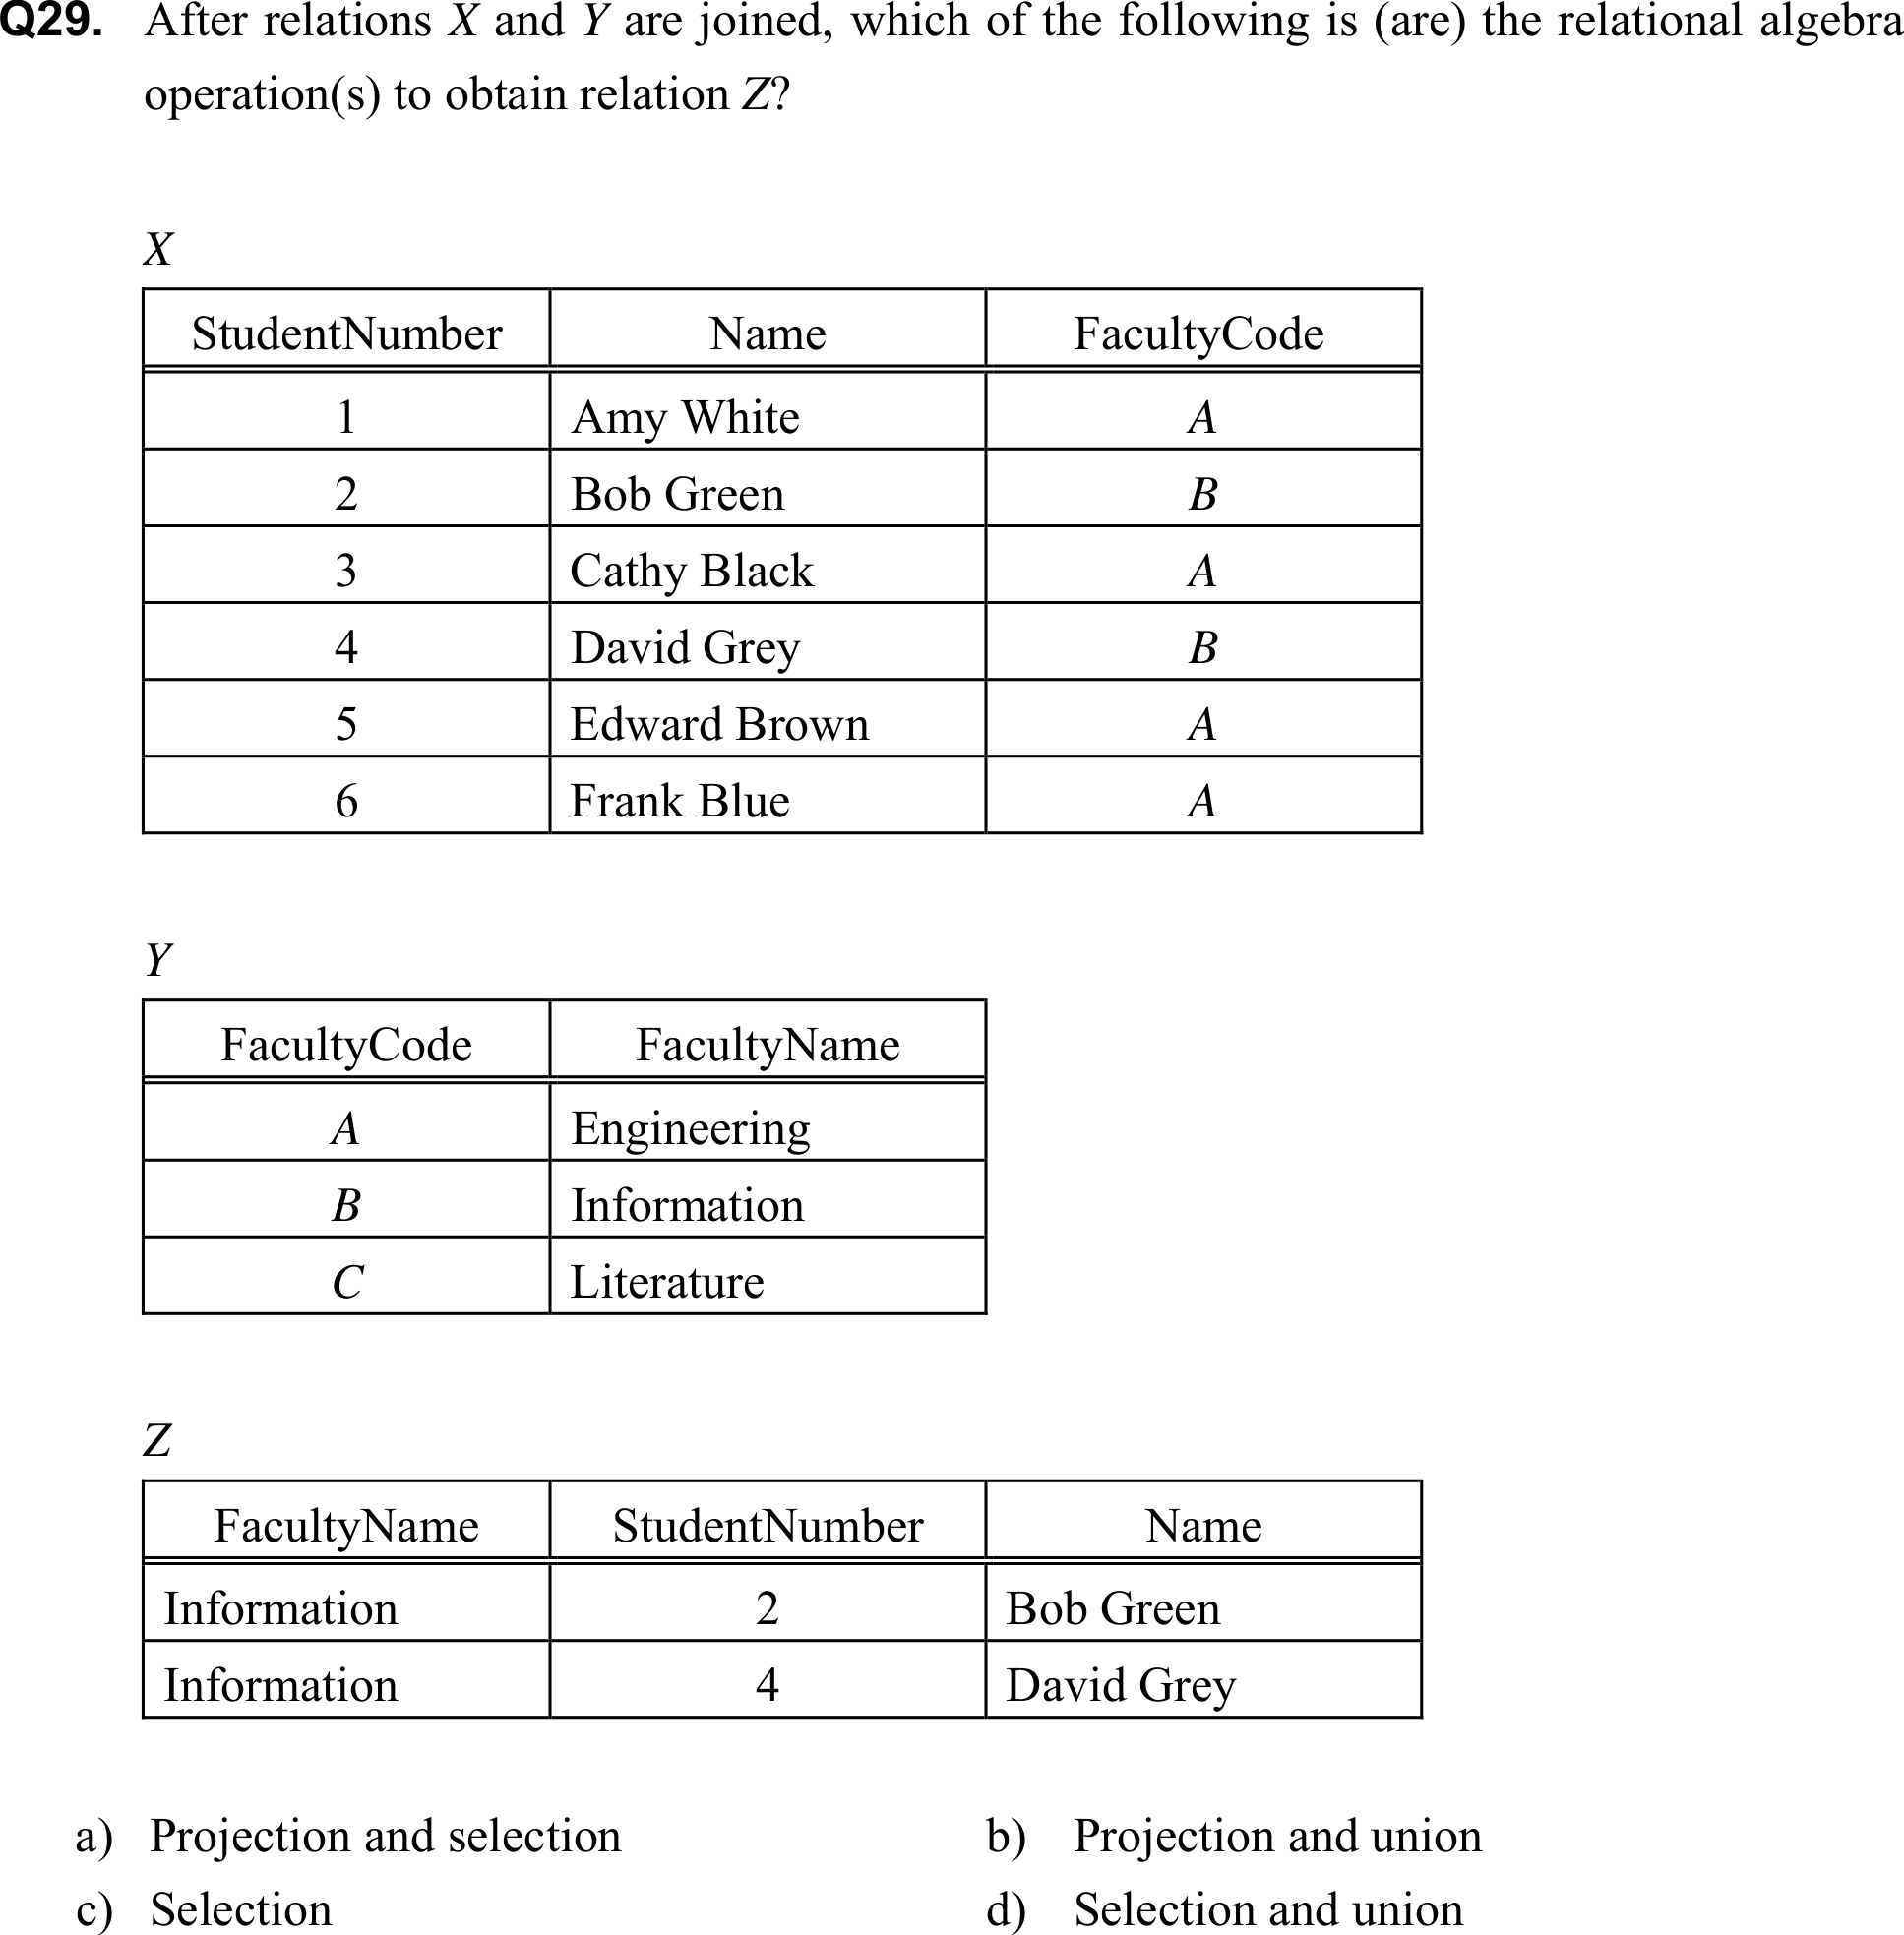 Q29. After relations X and Y are joined, which of the following is (are) the relational algebra
operation(s) to obtain relation Z?
X
StudentNumber Name FacultyCode
1 Amy White A
2 Bob Green B
3 Cathy Black A
4 David Grey B
5 Edward Brown A
6 Frank Blue A
Y
FacultyCode FacultyName
A Engineering
B Information
C Literature
Z
FacultyName StudentNumber Name
Information 2 Bob Green
Information 4 David Grey
a) Projection and selection b) Projection and union
c) Selection d) Selection and union